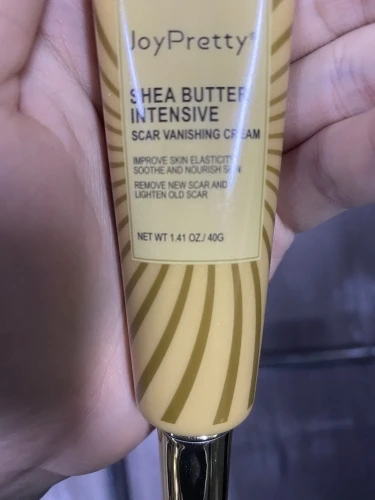 JoyPretty®
SHEA BUTTER
INTENSIVE
SCAR VANISHING CREAM
IMPROVE SKIN ELASTICITY
SOOTHE AND NOURISH SKIN
REMOVE NEW SCAR AND
LIGHTEN OLD SCAR
NET WT 1.41 OZ./ 40G